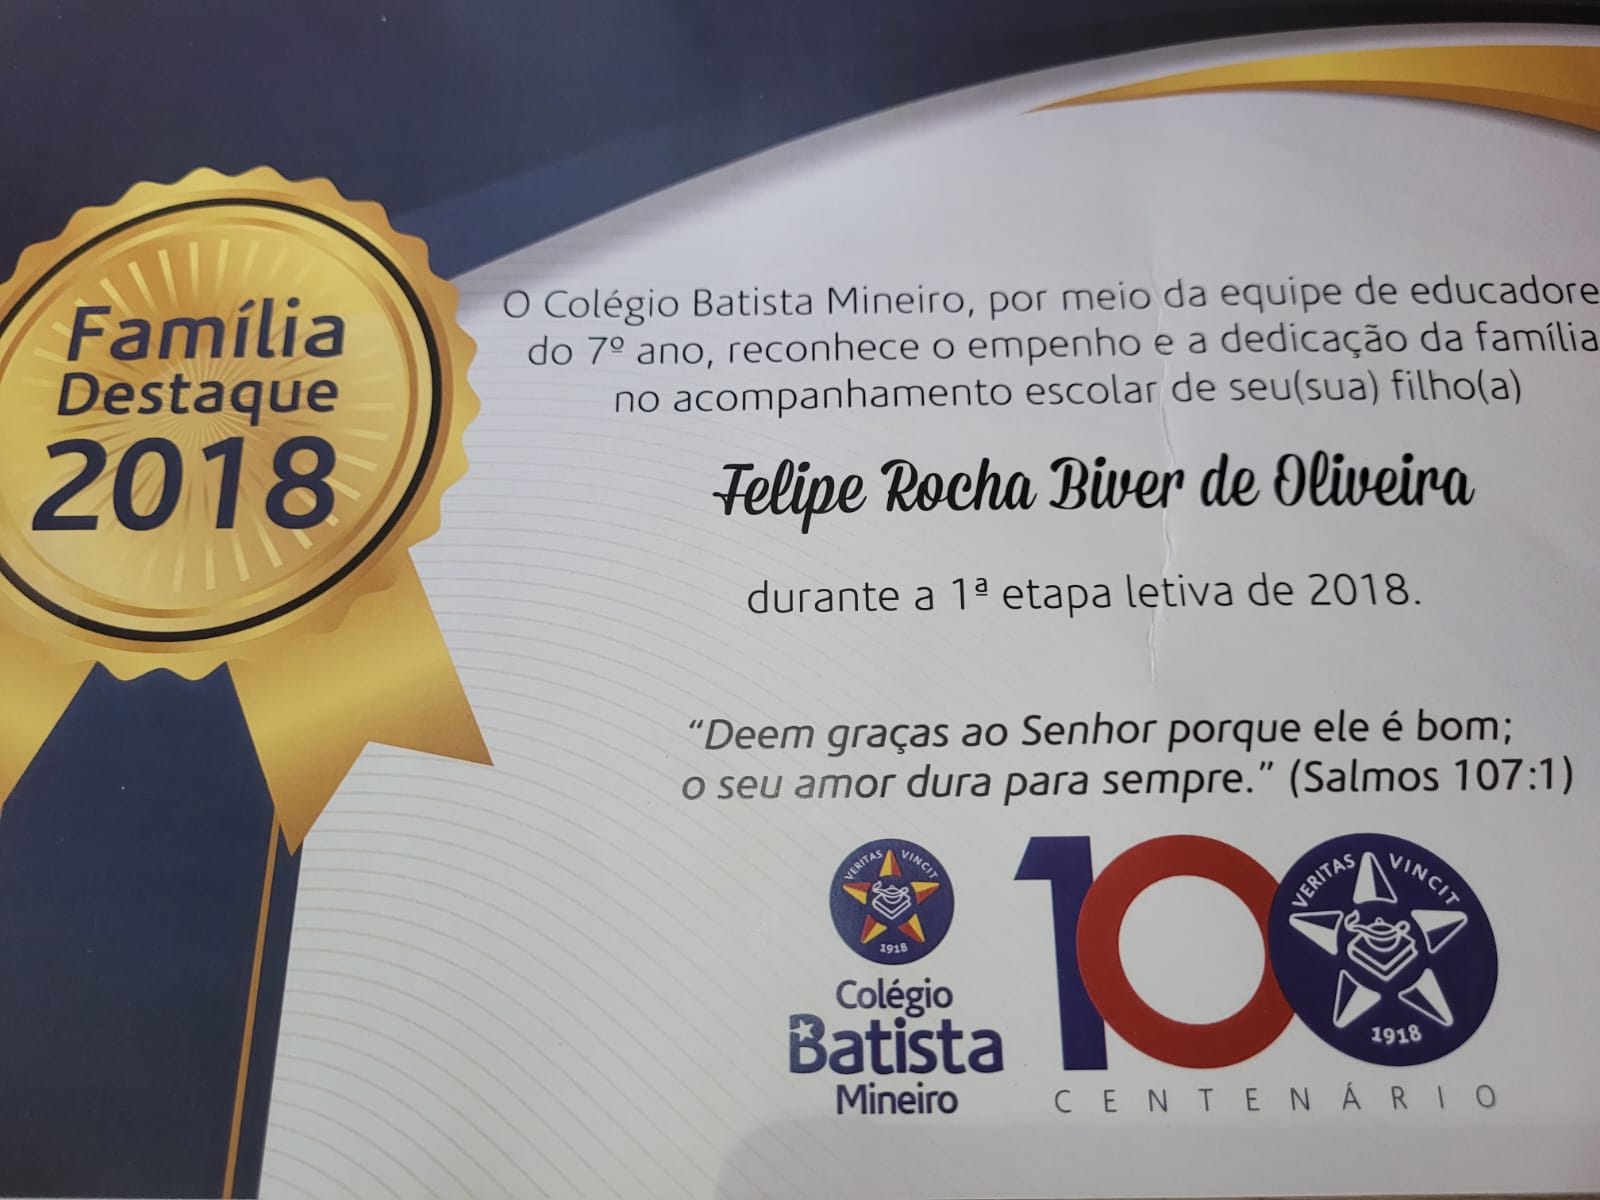 Família
Destaque
2018
O Colégio Batista Mineiro, por meio da equipe de educadore
do 7º ano, reconhece o empenho e a dedicação da família
no acompanhamento escolar de seu(sua) filho(a)
Felipe Rocha Biver de Oliveira
durante a 1ª etapa letiva de 2018.
“Deem graças ao Senhor porque ele é bom;
o seu amor dura para sempre.” (Salmos 107:1)
VERITAS VINCIT
1918
Colégio
Batista
Mineiro
100
VERITAS VINCIT
1918
CENTENÁRIO